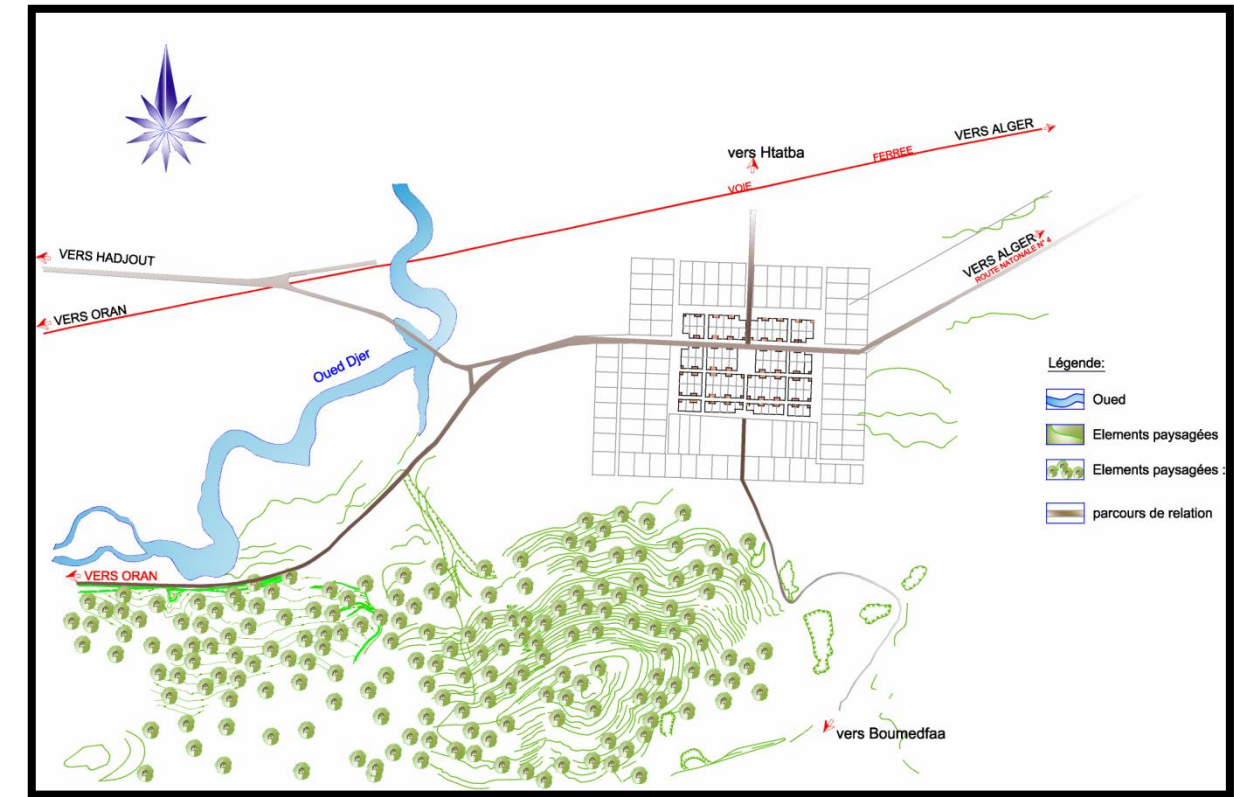 VERS ALGER
vers Htatba
FERREE
VOIE
VERS HADJOUT
VERS ALGER
ROUTE NATONALE N° 4
VERS ORAN
Oued Djer
Légende:
Oued
Elements paysagées
Elements paysagées :
parcours de relation
VERS ORAN
vers Boumedfaa